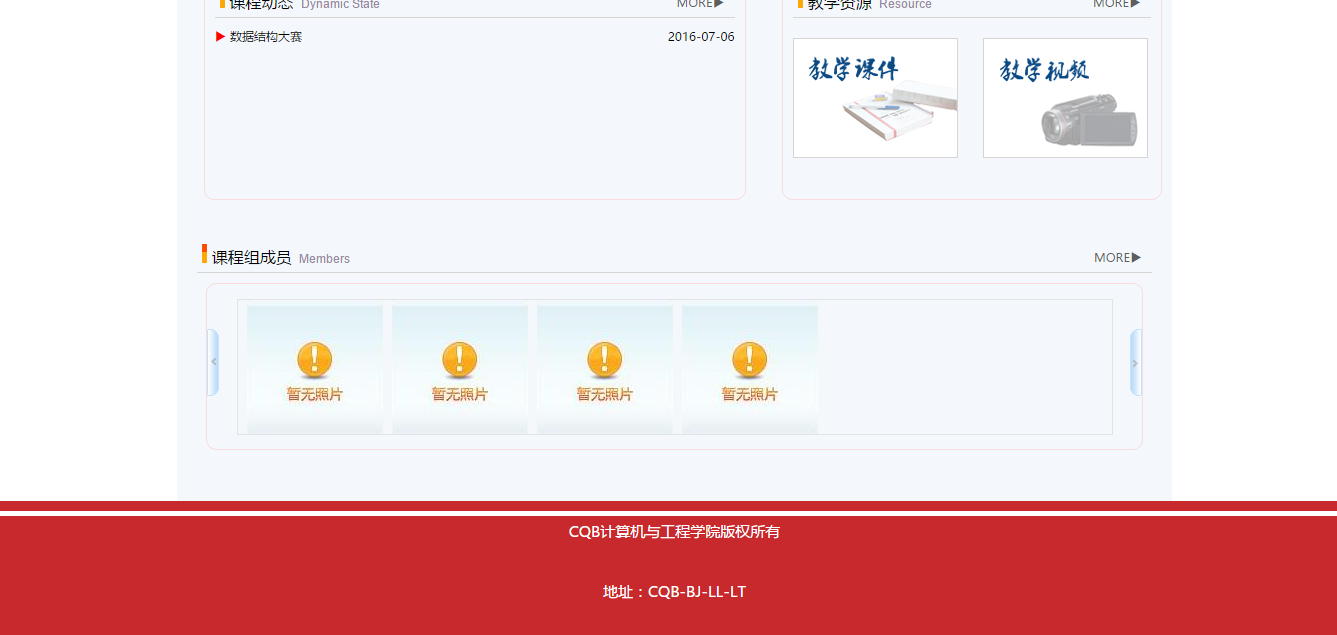 课程动态 Dynamic State MORE▶
▶ 数据结构大赛 2016-07-06
教学资源 Resource MORE▶
教学课件 教学视频
课程组成员 Members MORE▶
暂无照片 暂无照片 暂无照片 暂无照片
CQB计算机与工程学院版权所有
地址：CQB-BJ-LL-LT